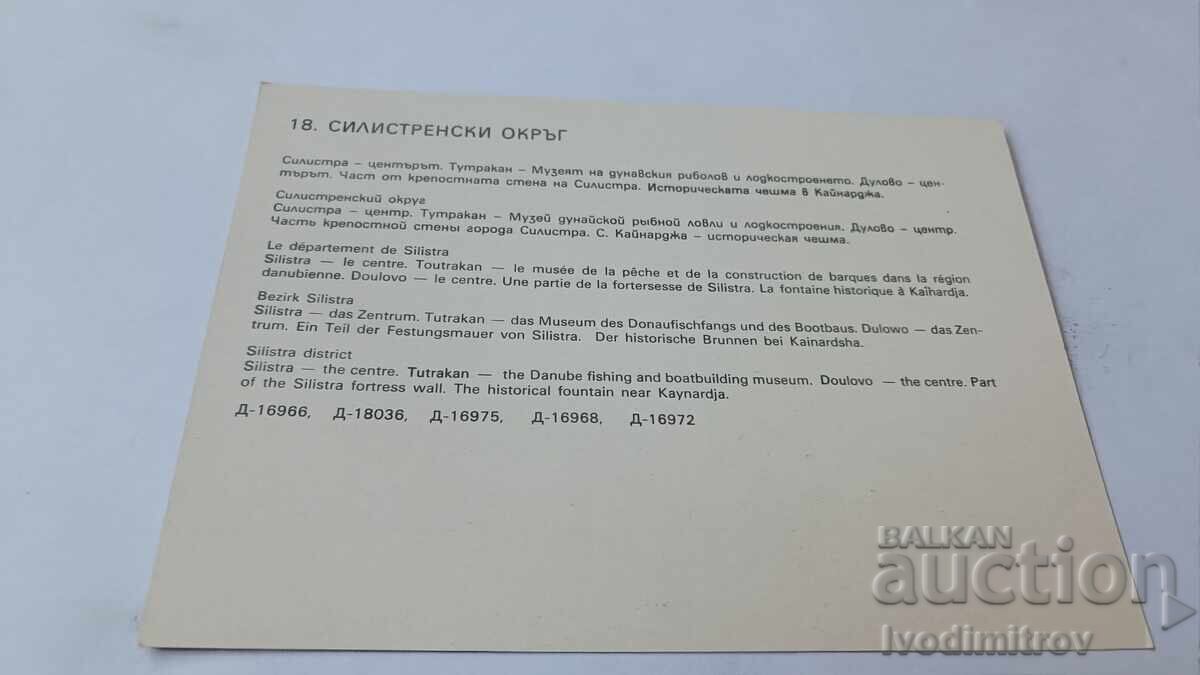 18. СИЛИСТРЕНСКИ ОКРЪГ
Силистра – центърът. Тутракан – Музеят на дунавския риболов и лодкостроенето. Дулово – цен-
търът. Част от крепостната стена на Силистра. Историческата чешма в Кайнарджа.
Силистренский округ
Силистра – центр. Тутракан – Музей дунайской рыбной ловли и лодкостроения. Дулово – центр.
Часть крепостной стены города Силистра. С. Кайнарджа – историческая чешма.
Le département de Silistra
Silistra — le centre. Toutrakan — le musée de la pêche et de la construction de barques dans la région
danubienne. Doulovo — le centre. Une partie de la fortersesse de Silistra. La fontaine historique à Kaïhardja.
Bezirk Silistra
Silistra — das Zentrum. Tutrakan — das Museum des Donaufischfangs und des Bootbaus. Dulowo — das Zen-
trum. Ein Teil der Festungsmauer von Silistra. Der historische Brunnen bei Kainardsha.
Silistra district
Silistra — the centre. Tutrakan — the Danube fishing and boatbuilding museum. Doulovo — the centre. Part
of the Silistra fortress wall. The historical fountain near Kaynardja.
Д-16966, Д-18036, Д-16975, Д-16968, Д-16972
BALKAN
auction
Ivodimitrov